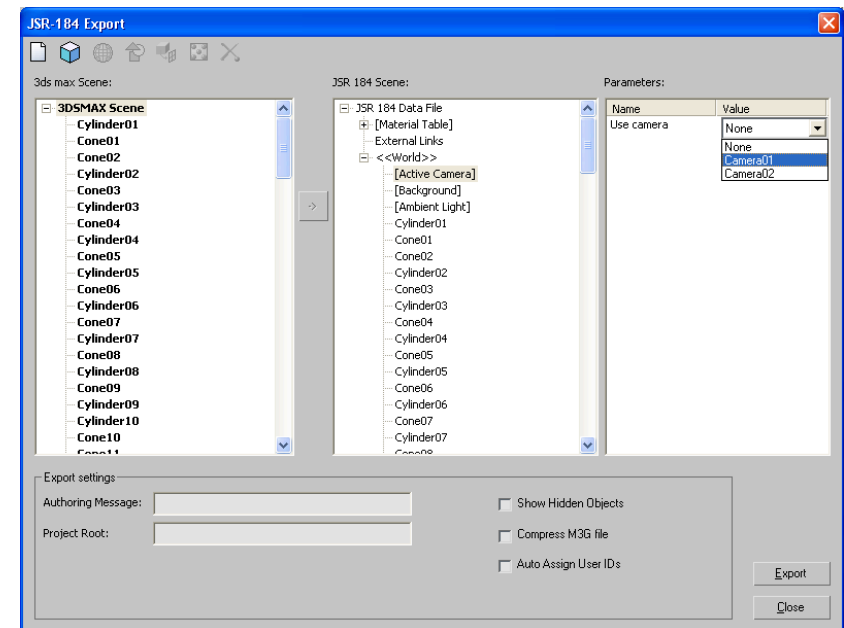 JSR-184 Export
3ds max Scene:
3DSMAX Scene
Cylinder01
Cone01
Cone02
Cylinder02
Cone03
Cylinder03
Cone04
Cylinder04
Cone05
Cylinder05
Cone06
Cylinder06
Cone07
Cylinder07
Cone08
Cylinder08
Cone09
Cylinder09
Cylinder10
Cone10
Cone11
JSR 184 Scene:
JSR 184 Data File
[Material Table]
External Links
<<World>>
[Active Camera]
[Background]
[Ambient Light]
Cylinder01
Cone01
Cone02
Cylinder02
Cone03
Cylinder03
Cone04
Cylinder04
Cone05
Cylinder05
Cone06
Cylinder06
Cone07
Cylinder07
Cone08
->
Parameters:
Name Value
Use camera None
None
Camera01
Camera02
Export settings
Authoring Message:
Project Root:
Show Hidden Objects
Compress M3G file
Auto Assign User IDs
Export
Close